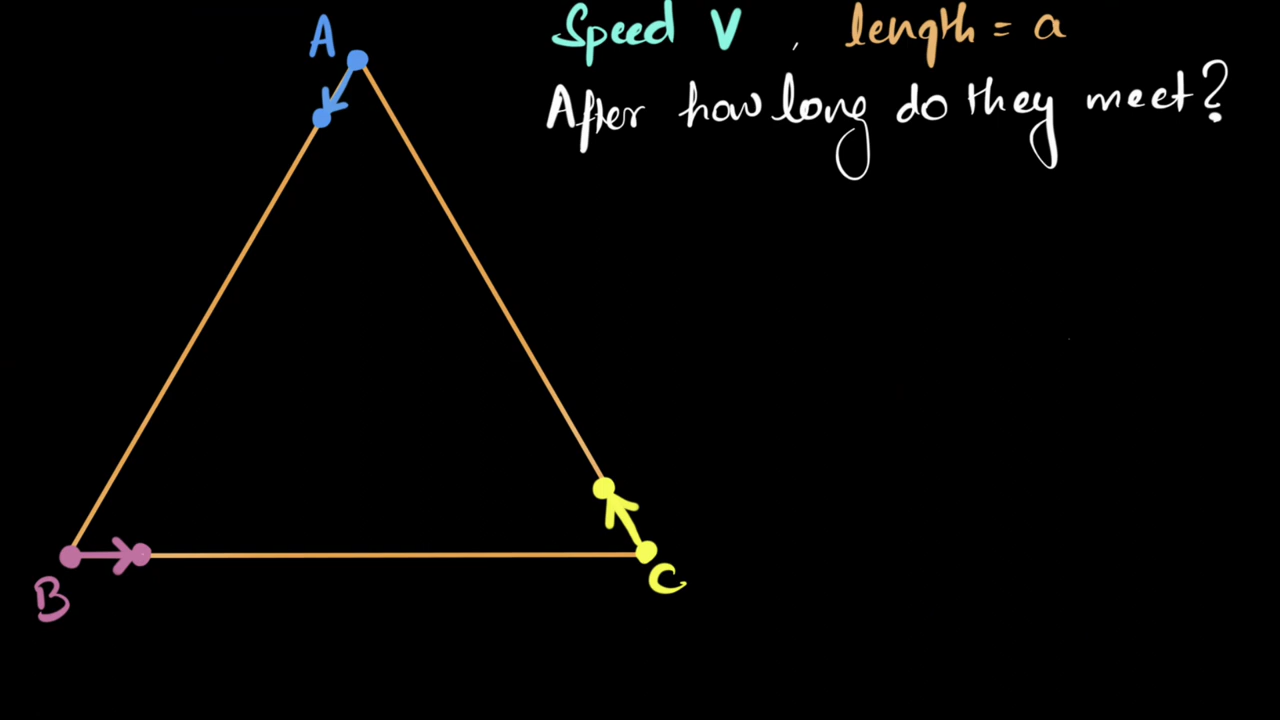 Speed V , length = a
After how long do they meet?
A
B
C